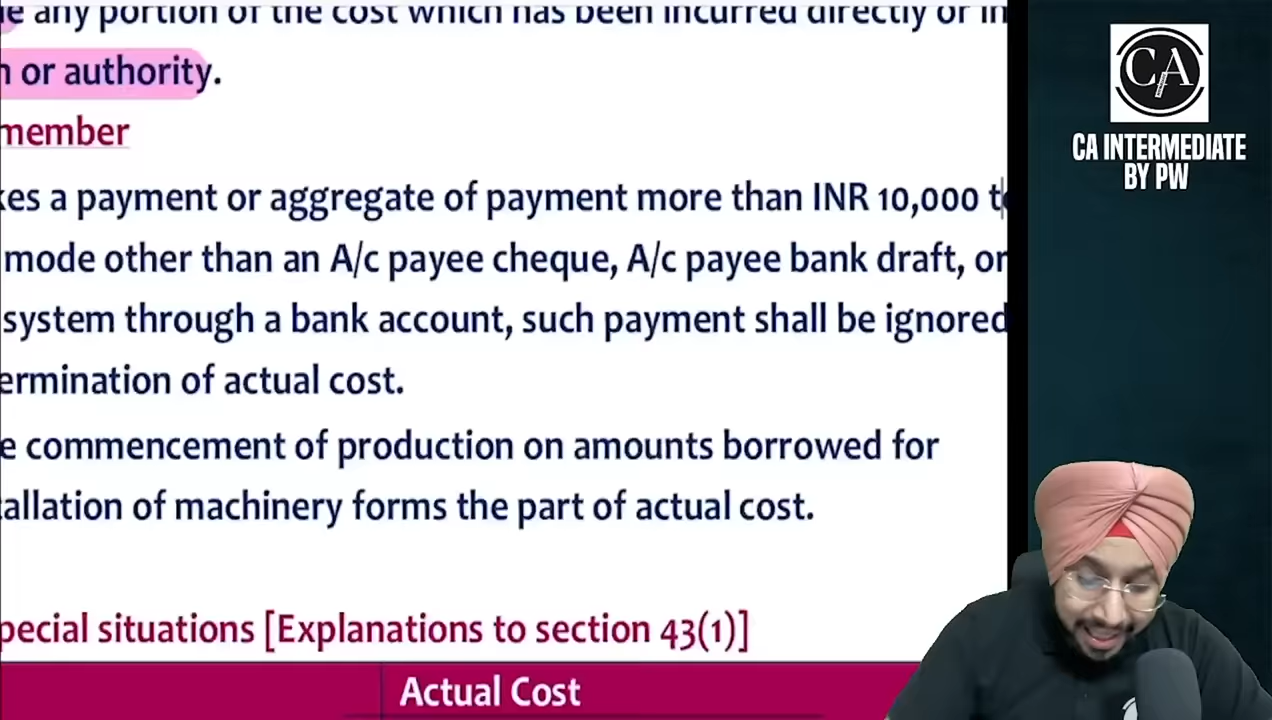 any portion of the cost which has been incurred directly or
or authority.
member
a payment or aggregate of payment more than INR 10,000
mode other than an A/c payee cheque, A/c payee bank draft, or
system through a bank account, such payment shall be ignored
ermination of actual cost.
e commencement of production on amounts borrowed for
allation of machinery forms the part of actual cost.
pecial situations [Explanations to section 43(1)]
Actual Cost
CA
CA INTERMEDIATE
BY PW